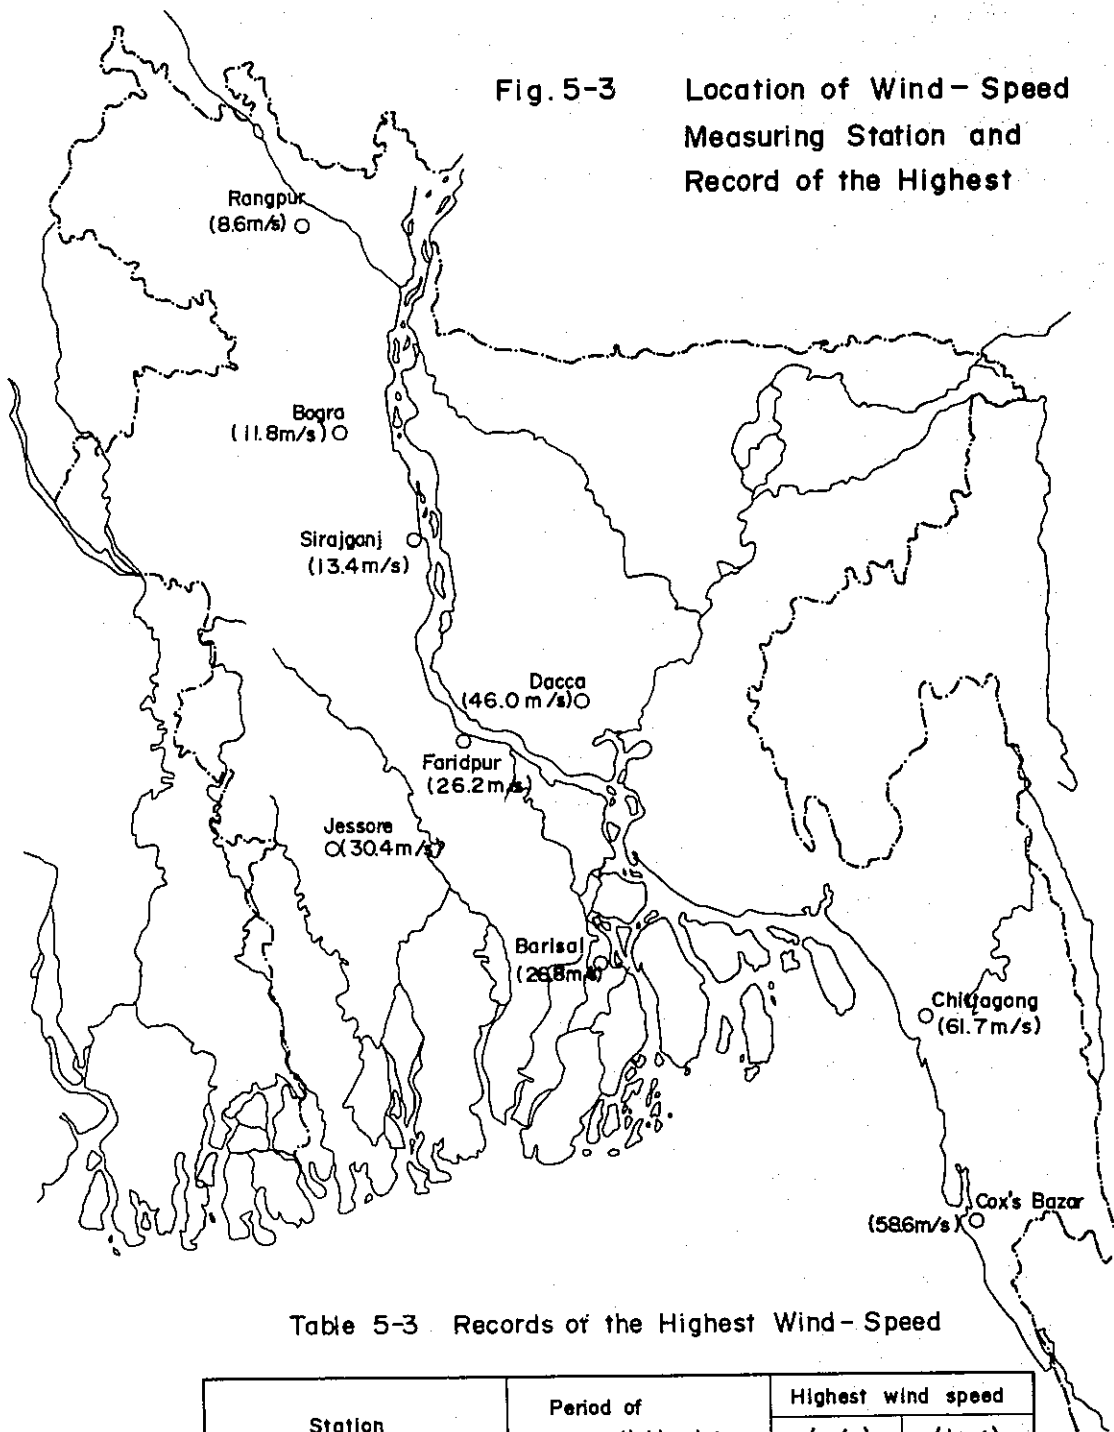 Fig. 5-3 Location of Wind-Speed
Measuring Station and
Record of the Highest
Rangpur
(8.6m/s)
Bogra
(11.8m/s)
Sirajganj
(13.4m/s)
Dacca
(46.0 m/s)
Faridpur
(26.2m/s)
Jessore
(30.4m/s)
Barisal
Chittagong
(61.7m/s)
Cox's Bazar
(58.6m/s)
Table 5-3 Records of the Highest Wind-Speed
Period of
Highest wind speed
Station